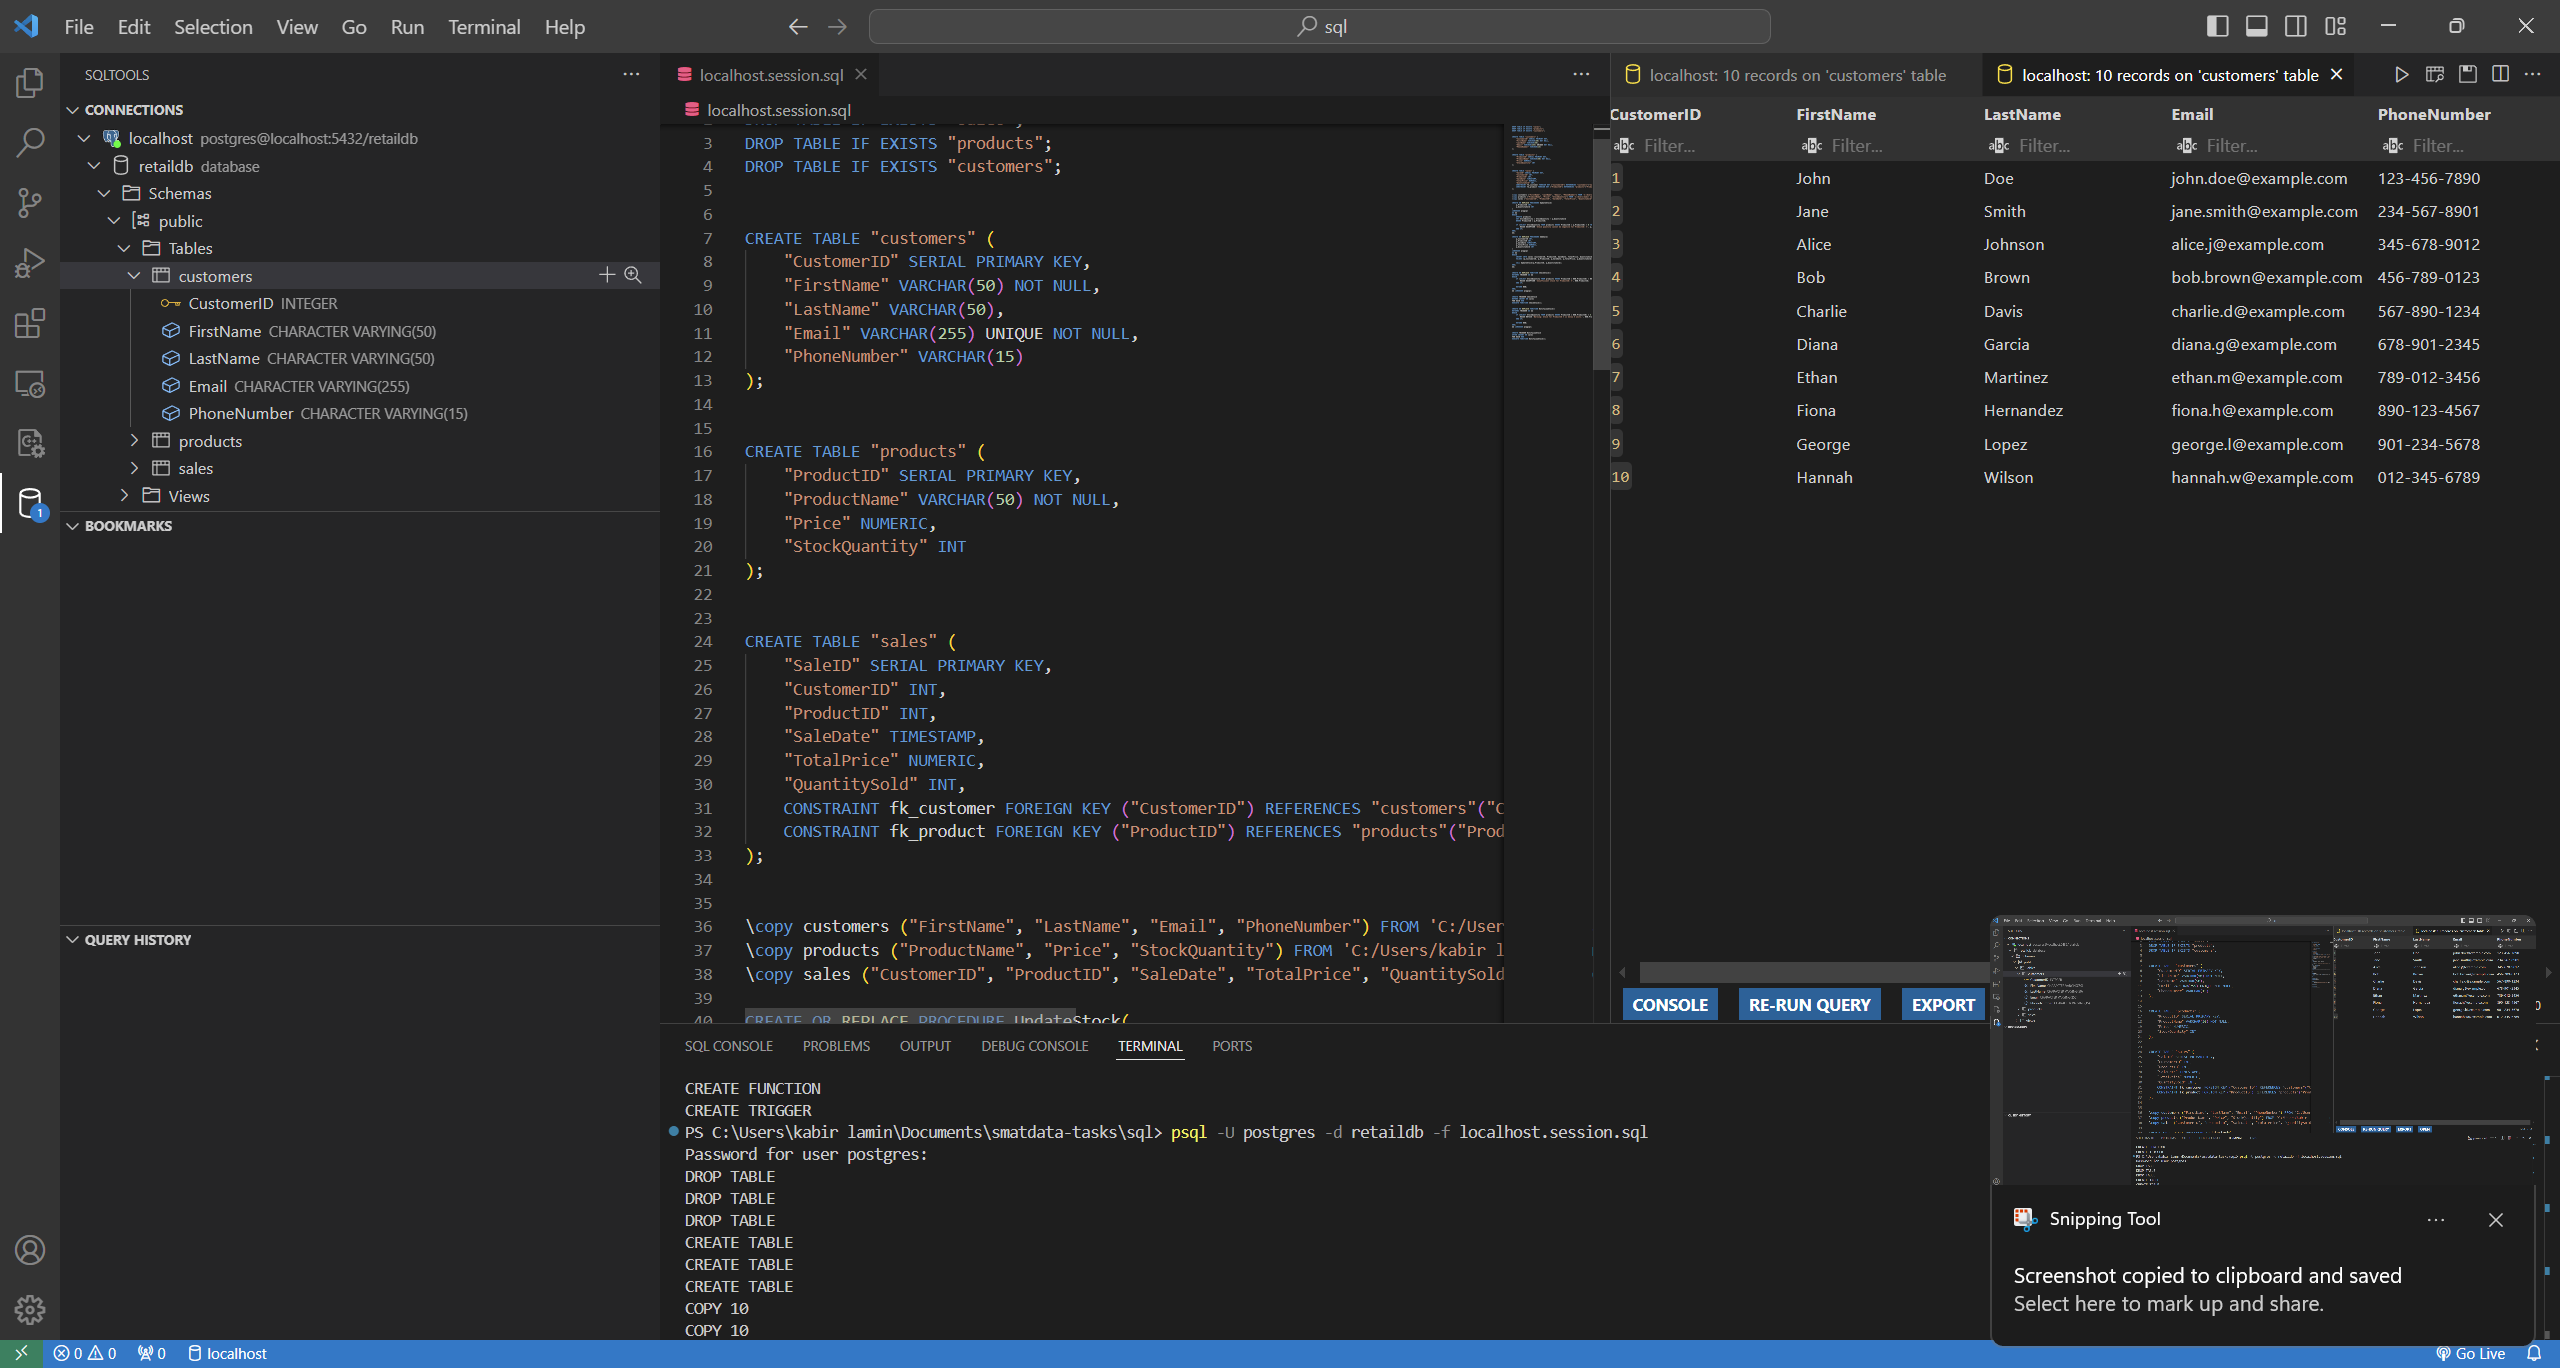 File Edit Selection View Go Run Terminal Help
sql
SQLTOOLS
CONNECTIONS
localhost postgres@localhost:5432/retaildb
retaildb database
Schemas
public
Tables
customers
CustomerID INTEGER
FirstName CHARACTER VARYING(50)
LastName CHARACTER VARYING(50)
Email CHARACTER VARYING(255)
PhoneNumber CHARACTER VARYING(15)
products
sales
Views
BOOKMARKS
QUERY HISTORY
1
localhost.session.sql
localhost.session.sql
3 DROP TABLE IF EXISTS "products";
4 DROP TABLE IF EXISTS "customers";
5
6
7 CREATE TABLE "customers" (
8 "CustomerID" SERIAL PRIMARY KEY,
9 "FirstName" VARCHAR(50) NOT NULL,
10 "LastName" VARCHAR(50),
11 "Email" VARCHAR(255) UNIQUE NOT NULL,
12 "PhoneNumber" VARCHAR(15)
13 );
14
15
16 CREATE TABLE "products" (
17 "ProductID" SERIAL PRIMARY KEY,
18 "ProductName" VARCHAR(50) NOT NULL,
19 "Price" NUMERIC,
20 "StockQuantity" INT
21 );
22
23
24 CREATE TABLE "sales" (
25 "SaleID" SERIAL PRIMARY KEY,
26 "CustomerID" INT,
27 "ProductID" INT,
28 "SaleDate" TIMESTAMP,
29 "TotalPrice" NUMERIC,
30 "QuantitySold" INT,
31 CONSTRAINT fk_customer FOREIGN KEY ("CustomerID") REFERENCES "customers"("C
32 CONSTRAINT fk_product FOREIGN KEY ("ProductID") REFERENCES "products"("Prod
33 );
34
35
36 \copy customers ("FirstName", "LastName", "Email", "PhoneNumber") FROM 'C:/User
37 \copy products ("ProductName", "Price", "StockQuantity") FROM 'C:/Users/kabir l
38 \copy sales ("CustomerID", "ProductID", "SaleDate", "TotalPrice", "QuantitySold
39
40 CREATE OR REPLACE PROCEDURE UpdateStock(
localhost: 10 records on 'customers' table
localhost: 10 records on 'customers' table
CustomerID FirstName LastName Email PhoneNumber
abc Filter... abc Filter... abc Filter... abc Filter... abc Filter...
1 John Doe john.doe@example.com 123-456-7890
2 Jane Smith jane.smith@example.com 234-567-8901
3 Alice Johnson alice.j@example.com 345-678-9012
4 Bob Brown bob.brown@example.com 456-789-0123
5 Charlie Davis charlie.d@example.com 567-890-1234
6 Diana Garcia diana.g@example.com 678-901-2345
7 Ethan Martinez ethan.m@example.com 789-012-3456
8 Fiona Hernandez fiona.h@example.com 890-123-4567
9 George Lopez george.l@example.com 901-234-5678
10 Hannah Wilson hannah.w@example.com 012-345-6789
CONSOLE RE-RUN QUERY EXPORT
SQL CONSOLE PROBLEMS OUTPUT DEBUG CONSOLE TERMINAL PORTS
CREATE FUNCTION
CREATE TRIGGER
PS C:\Users\kabir lamin\Documents\smatdata-tasks\sql> psql -U postgres -d retaildb -f localhost.session.sql
Password for user postgres:
DROP TABLE
DROP TABLE
DROP TABLE
CREATE TABLE
CREATE TABLE
CREATE TABLE
COPY 10
COPY 10
Snipping Tool
Screenshot copied to clipboard and saved
Select here to mark up and share.
0 0 0 localhost
Go Live